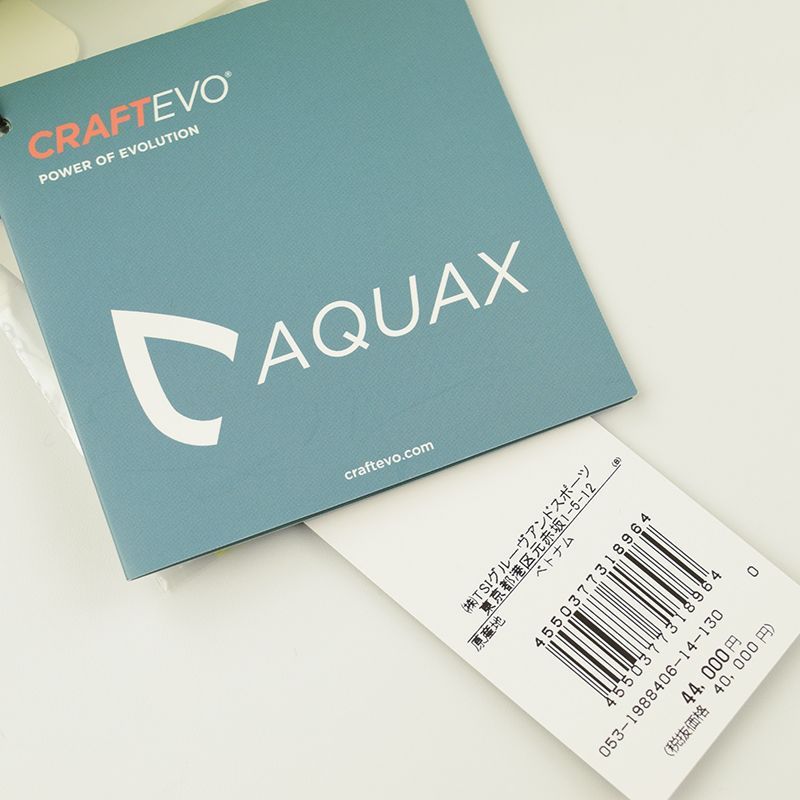 CRAFTEVO®
POWER OF EVOLUTION
AQUAX
craftevo.com
㈱TSIグルーヴアンドスポーツ
東京都港区元赤坂1-5-12
原産地 ベトナム
4550377318964
4550377318964
053-1988406-14-130 0
44,000円
(税抜価格 40,000円)